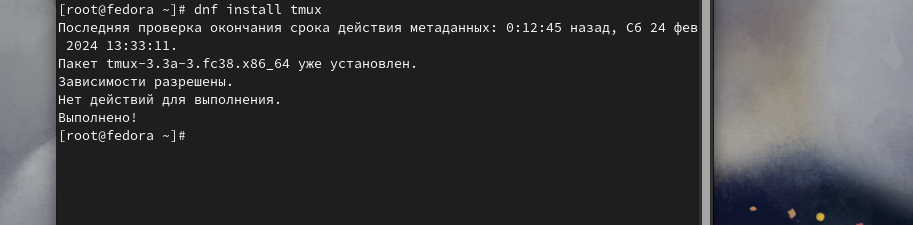 [root@fedora ~]# dnf install tmux
Последняя проверка окончания срока действия метаданных: 0:12:45 назад, Сб 24 фев
2024 13:33:11.
Пакет tmux-3.3a-3.fc38.x86_64 уже установлен.
Зависимости разрешены.
Нет действий для выполнения.
Выполнено!
[root@fedora ~]#